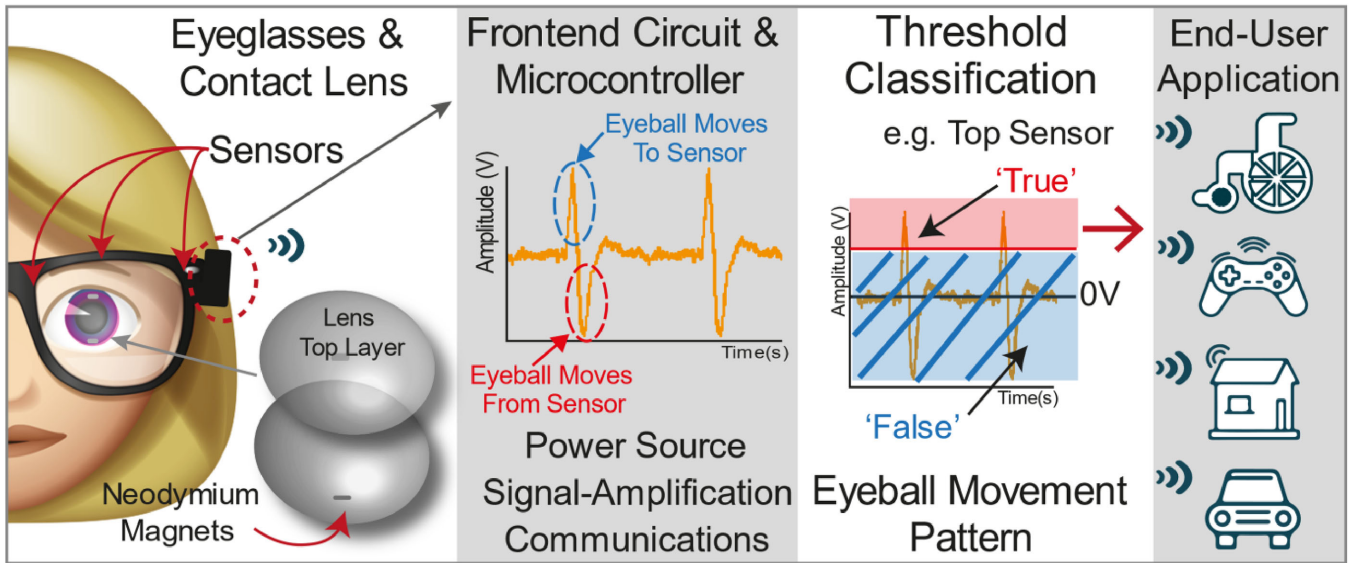 Eyeglasses &
Contact Lens
Sensors
Lens
Top Layer
Neodymium
Magnets
Frontend Circuit &
Microcontroller
Eyeball Moves
To Sensor
Amplitude (V)
Time(s)
Eyeball Moves
From Sensor
Power Source
Signal-Amplification
Communications
Threshold
Classification
e.g. Top Sensor
'True'
Amplitude (V)
0V
Time(s)
'False'
Eyeball Movement
Pattern
End-User
Application